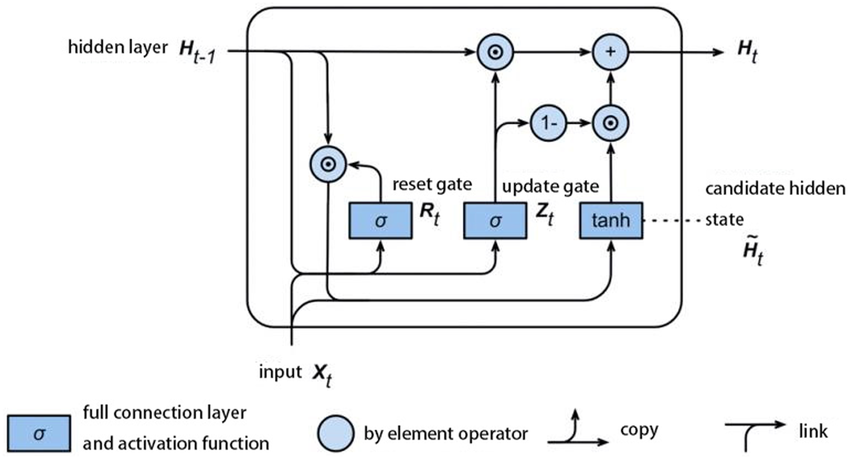 hidden layer H_{t-1}
⊙
+
H_t
1-
⊙
⊙
reset gate
update gate
candidate hidden
σ
R_t
σ
Z_t
tanh
state
H̃_t
input X_t
σ
full connection layer
and activation function
by element operator
copy
link